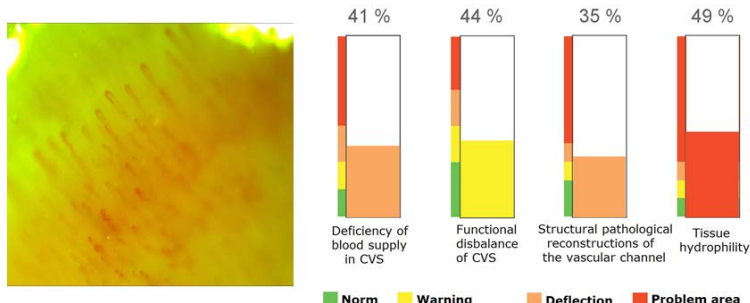 41 %
44 %
35 %
49 %
Deficiency of
blood supply
in CVS
Functional
disbalance
of CVS
Structural pathological
reconstructions of
the vascular channel
Tissue
hydrophility
Norm
Warning
Deflection
Problem area